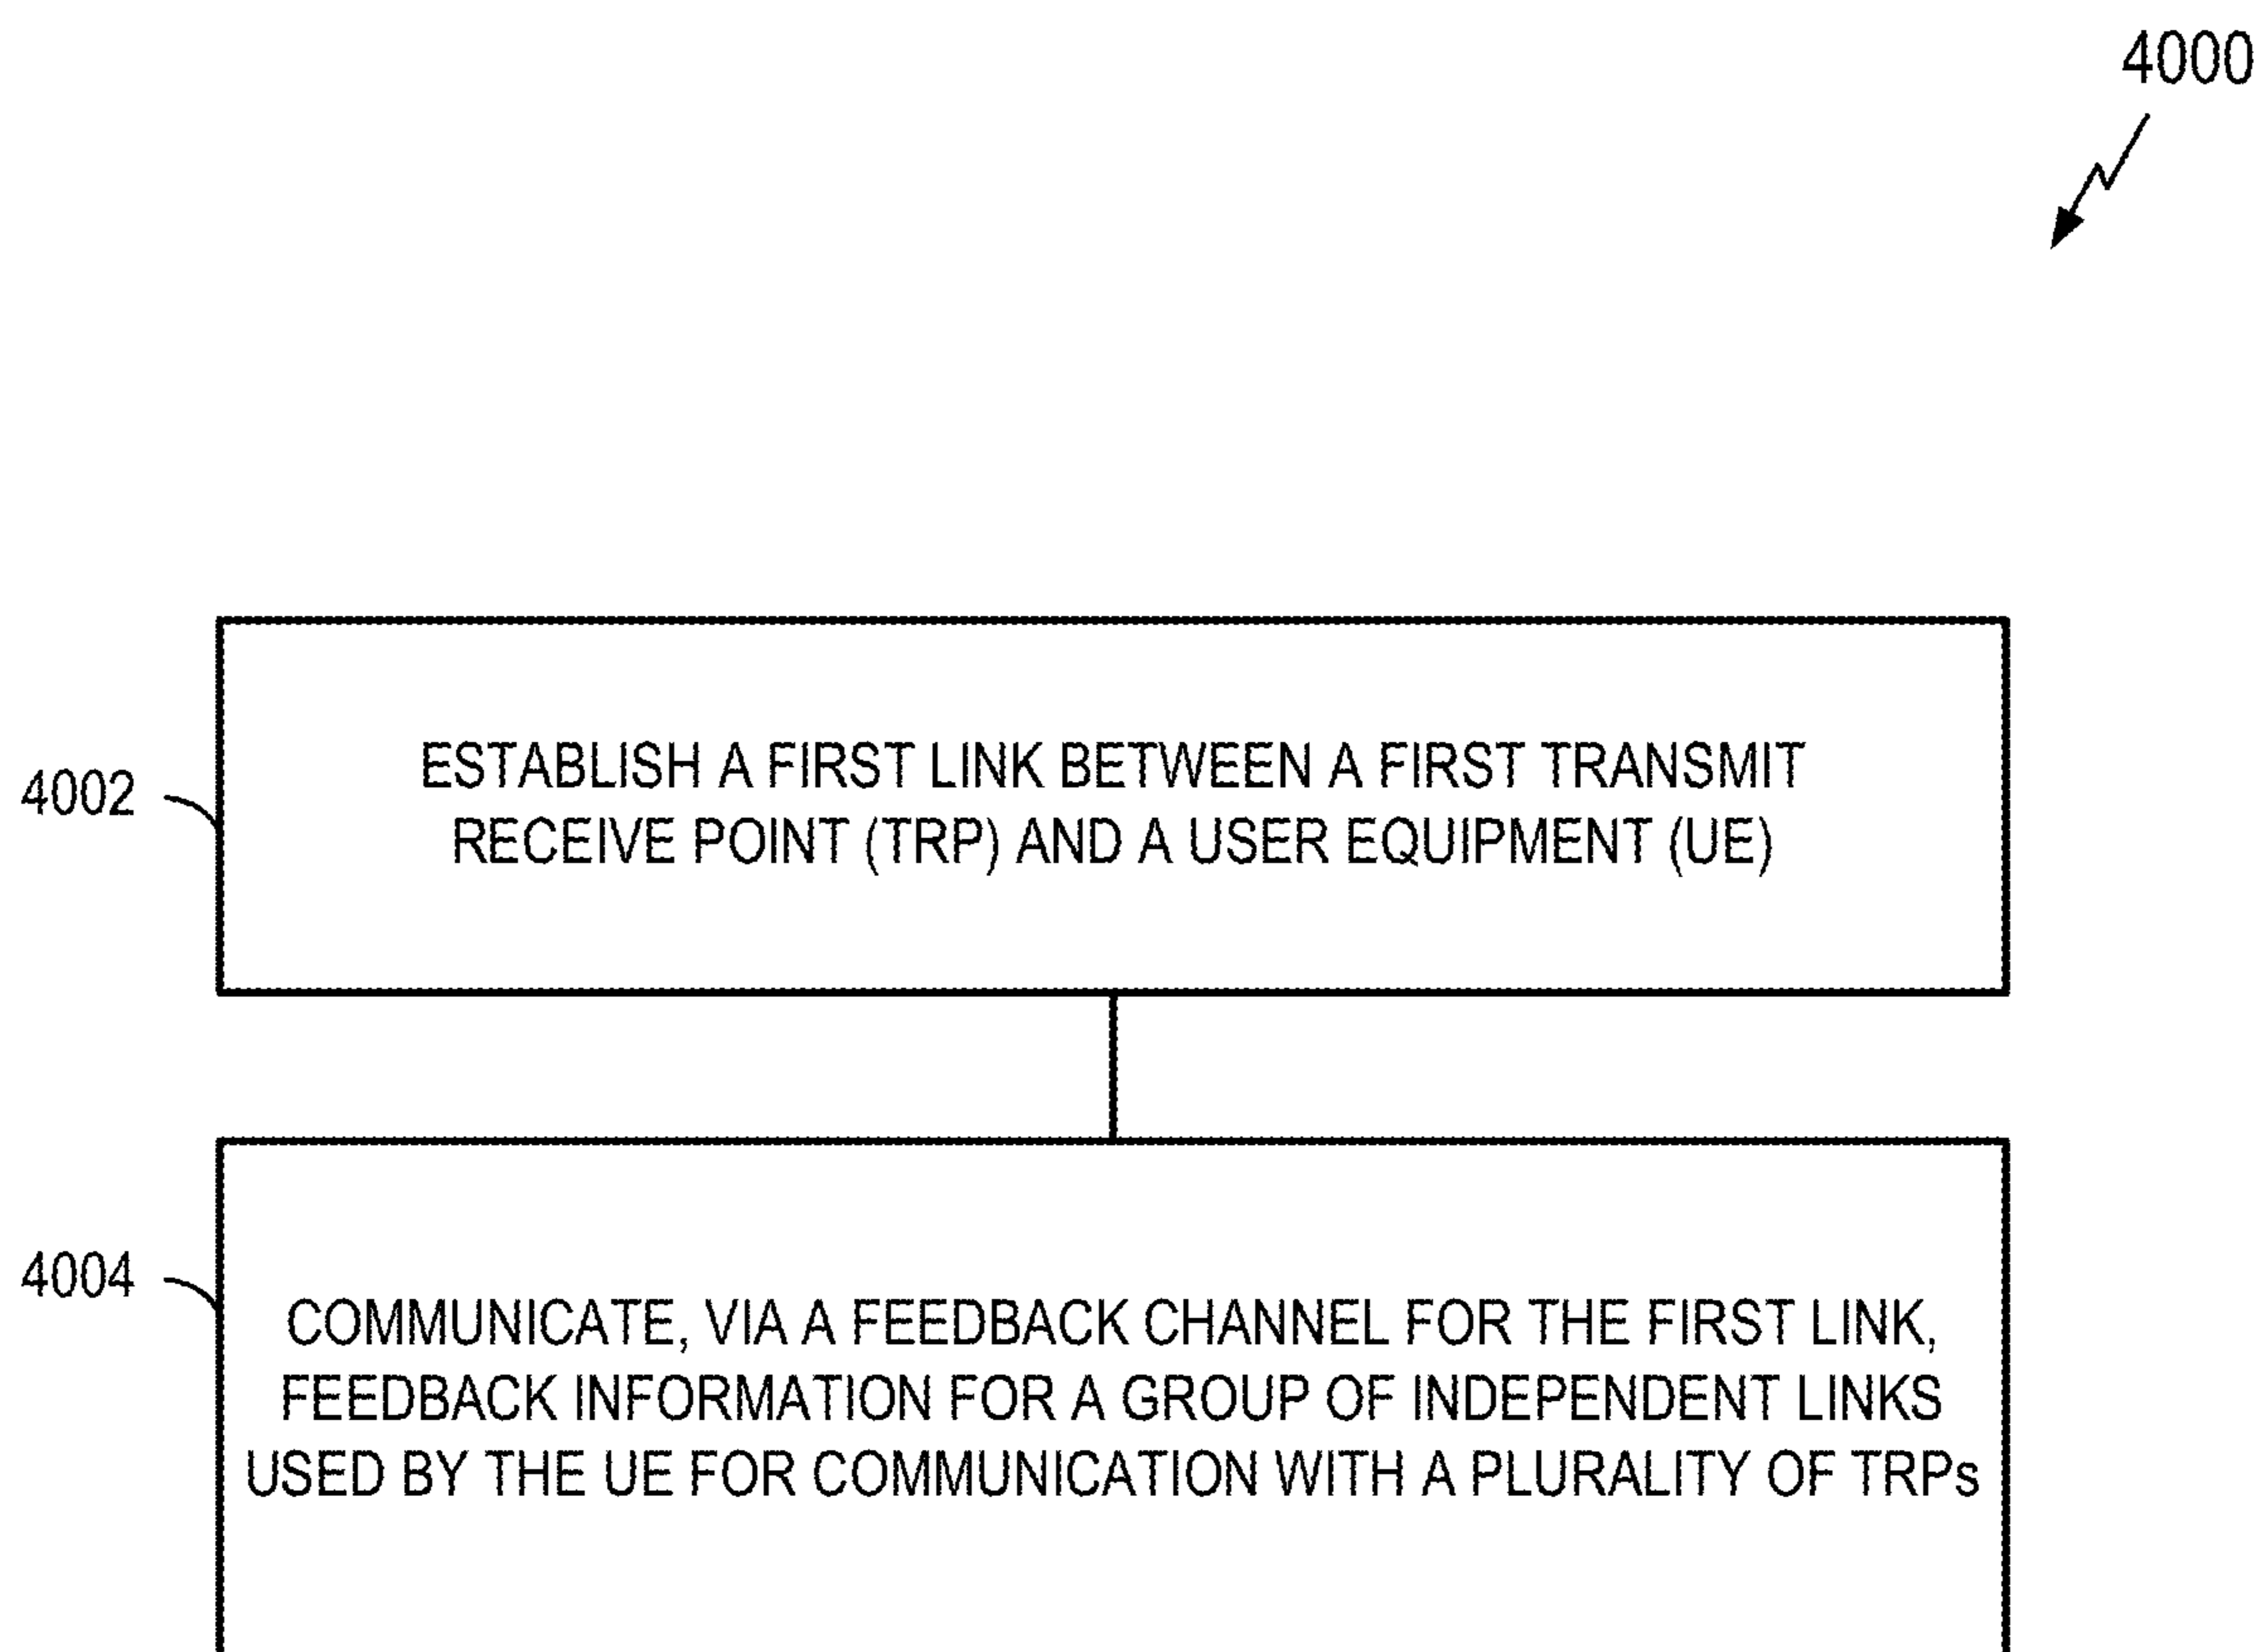 4000
4002
ESTABLISH A FIRST LINK BETWEEN A FIRST TRANSMIT
RECEIVE POINT (TRP) AND A USER EQUIPMENT (UE)
4004
COMMUNICATE, VIA A FEEDBACK CHANNEL FOR THE FIRST LINK,
FEEDBACK INFORMATION FOR A GROUP OF INDEPENDENT LINKS
USED BY THE UE FOR COMMUNICATION WITH A PLURALITY OF TRPs